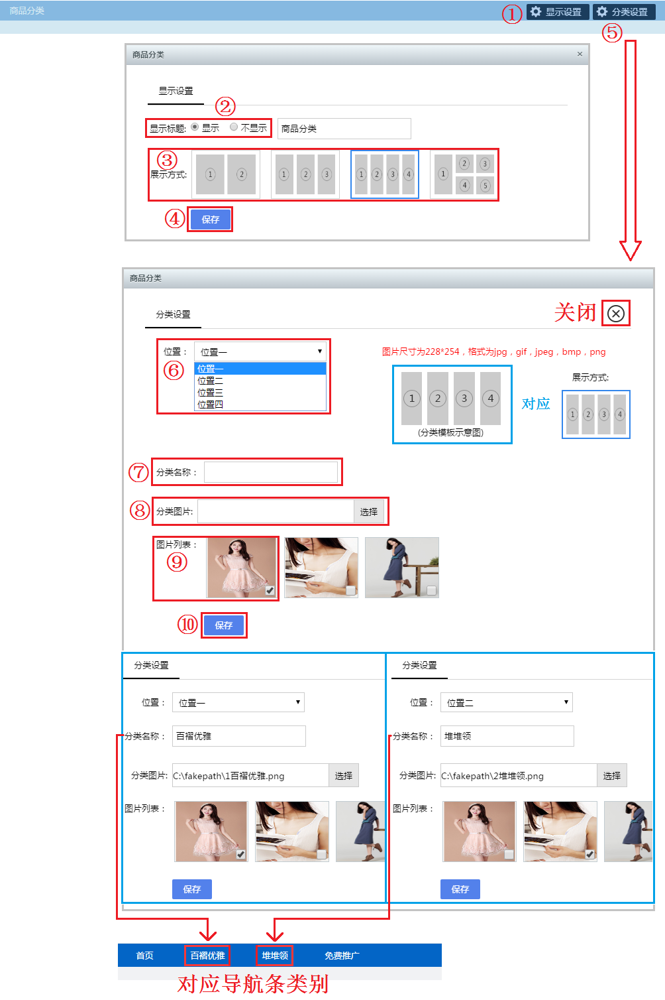 商品分类
① 显示设置 分类设置
⑤
商品分类 ×
显示设置
②
显示标题: 显示 不显示 商品分类
③
展示方式: 1 2 1 2 3 1 2 3 4 1 2 3 4 5
④ 保存
商品分类
分类设置 关闭
位置： 位置一
⑥ 位置一
位置二
位置三
位置四
图片尺寸为228*254，格式为jpg，gif，jpeg，bmp，png
展示方式:
1 2 3 4 对应 1 2 3 4
(分类模板示意图)
⑦ 分类名称：
⑧ 分类图片: 选择
图片列表：
⑨
⑩ 保存
分类设置
位置： 位置一
分类名称： 百褶优雅
分类图片: C:\fakepath\1百褶优雅.png 选择
图片列表：
保存
分类设置
位置： 位置二
分类名称： 堆堆领
分类图片: C:\fakepath\2堆堆领.png 选择
图片列表：
保存
首页 百褶优雅 堆堆领 免费推广
对应导航条类别